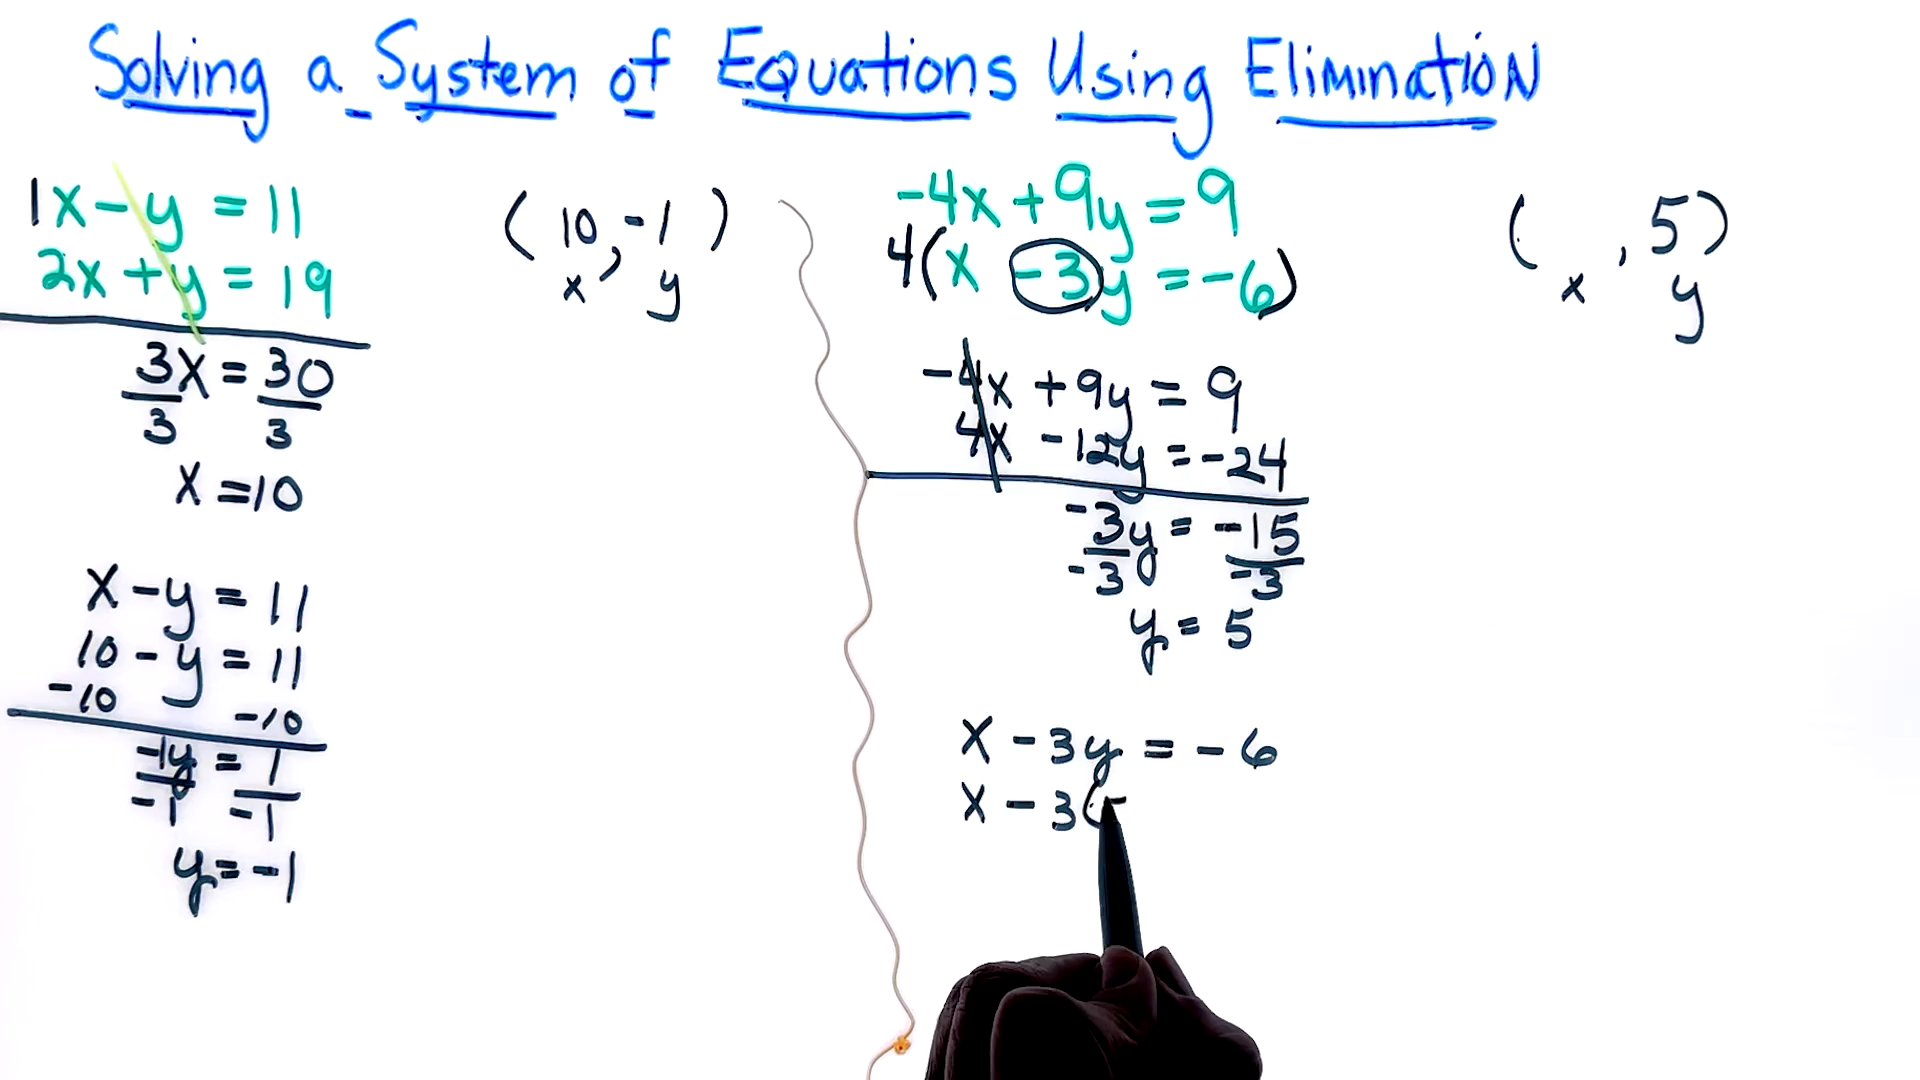 Solving a System of Equations Using Elimination
1x - y = 11
2x + y = 19
3x = 30
3 3
x = 10
x - y = 11
10 - y = 11
-10 -10
-1y = 1
-1 -1
y = -1
(10, -1)
x y
-4x + 9y = 9
4(x -3y = -6)
-4x + 9y = 9
4x - 12y = -24
-3y = -15
-3 -3
y = 5
x - 3y = -6
x - 3(
( , 5)
x y